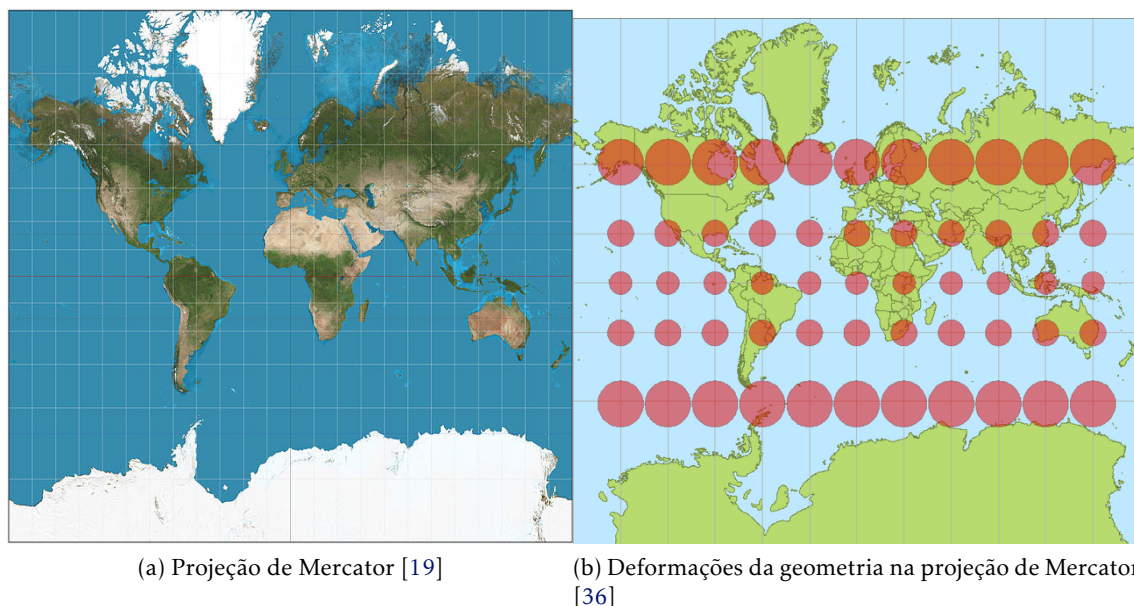 (a) Projeção de Mercator [19]
(b) Deformações da geometria na projeção de Mercator
[36]